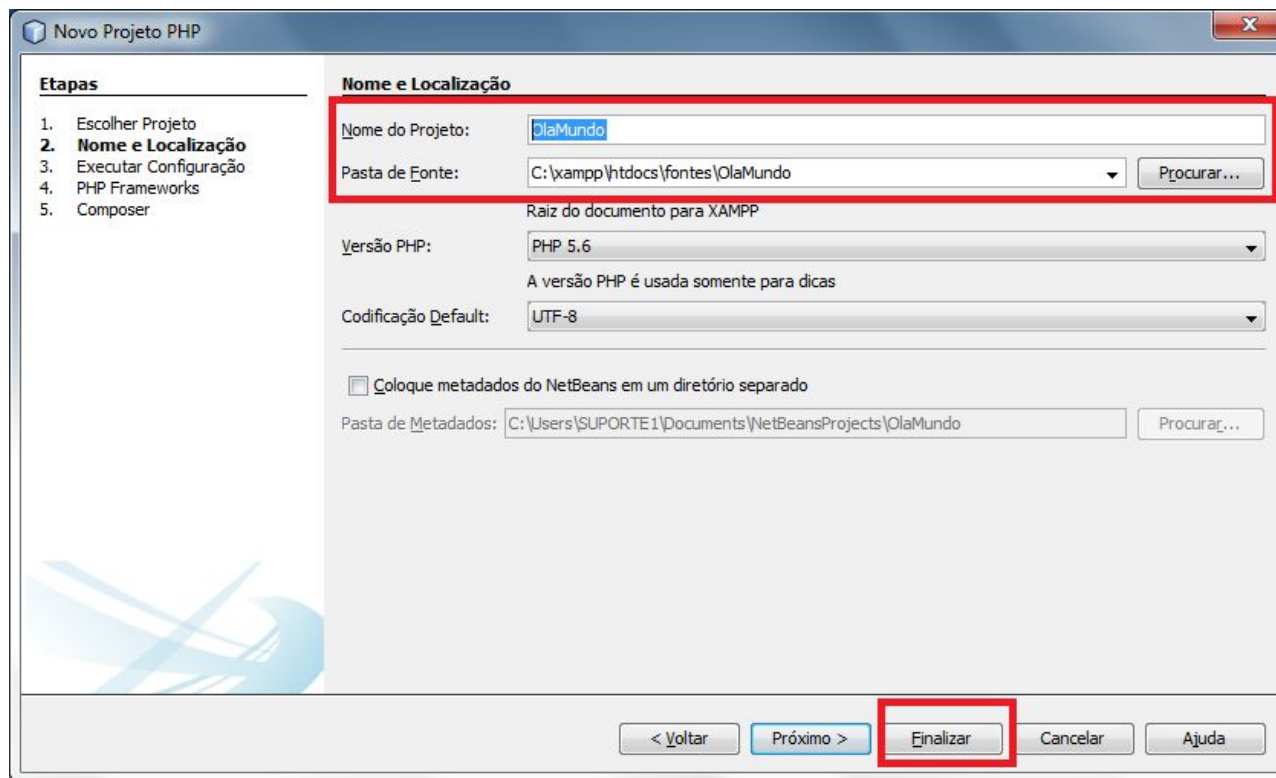 Novo Projeto PHP
Etapas
1. Escolher Projeto
2. Nome e Localização
3. Executar Configuração
4. PHP Frameworks
5. Composer
Nome e Localização
Nome do Projeto: OlaMundo
Pasta de Fonte: C:\xampp\htdocs\fontes\OlaMundo Procurar...
Raiz do documento para XAMPP
Versão PHP: PHP 5.6
A versão PHP é usada somente para dicas
Codificação Default: UTF-8
Coloque metadados do NetBeans em um diretório separado
Pasta de Metadados: C:\Users\SUPORTE1\Documents\NetBeansProjects\OlaMundo Procurar...
< Voltar Próximo > Finalizar Cancelar Ajuda